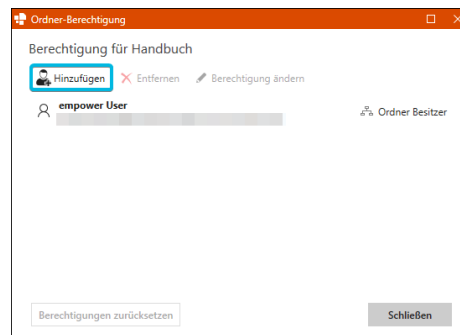 Ordner-Berechtigung
Berechtigung für Handbuch
Hinzufügen Entfernen Berechtigung ändern
empower User
Ordner Besitzer
Berechtigungen zurücksetzen Schließen